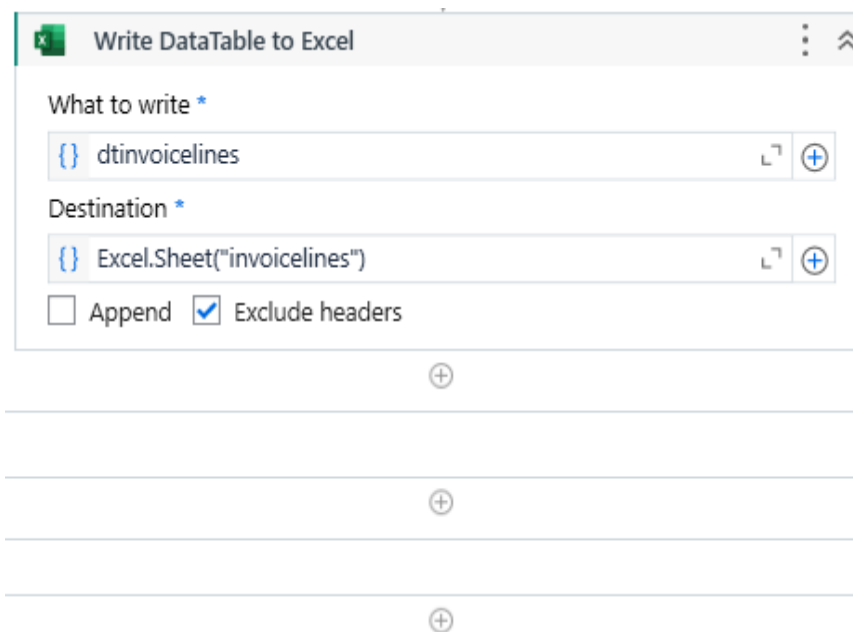 Write DataTable to Excel
What to write *
{} dtinvoicelines
Destination *
{} Excel.Sheet("invoicelines")
Append Exclude headers